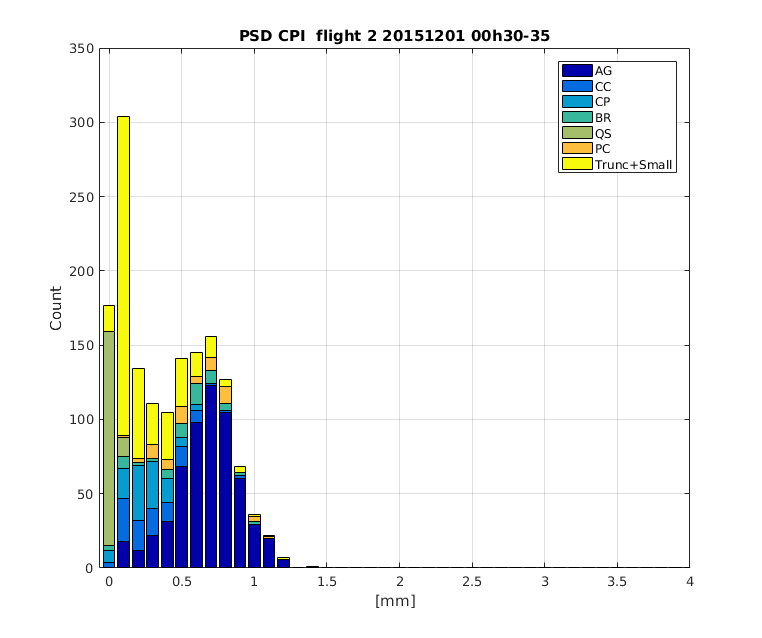 PSD CPI  flight 2 20151201 00h30-35
350
300
250
200
150
100
50
0
Count
AG
CC
CP
BR
QS
PC
Trunc+Small
0 0.5 1 1.5 2 2.5 3 3.5 4
[mm]